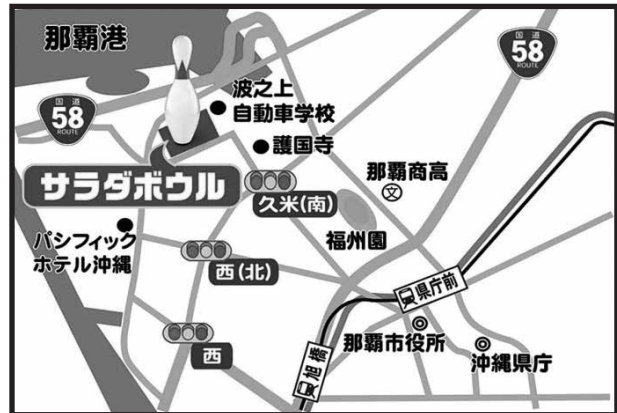 那覇港
国道
58
ROUTE
国道
58
ROUTE
波之上
自動車学校
護国寺
サラダボウル
久米(南)
那覇商高
文
福州園
パシフィック
ホテル沖縄
西(北)
県庁前
西
旭橋
那覇市役所
沖縄県庁